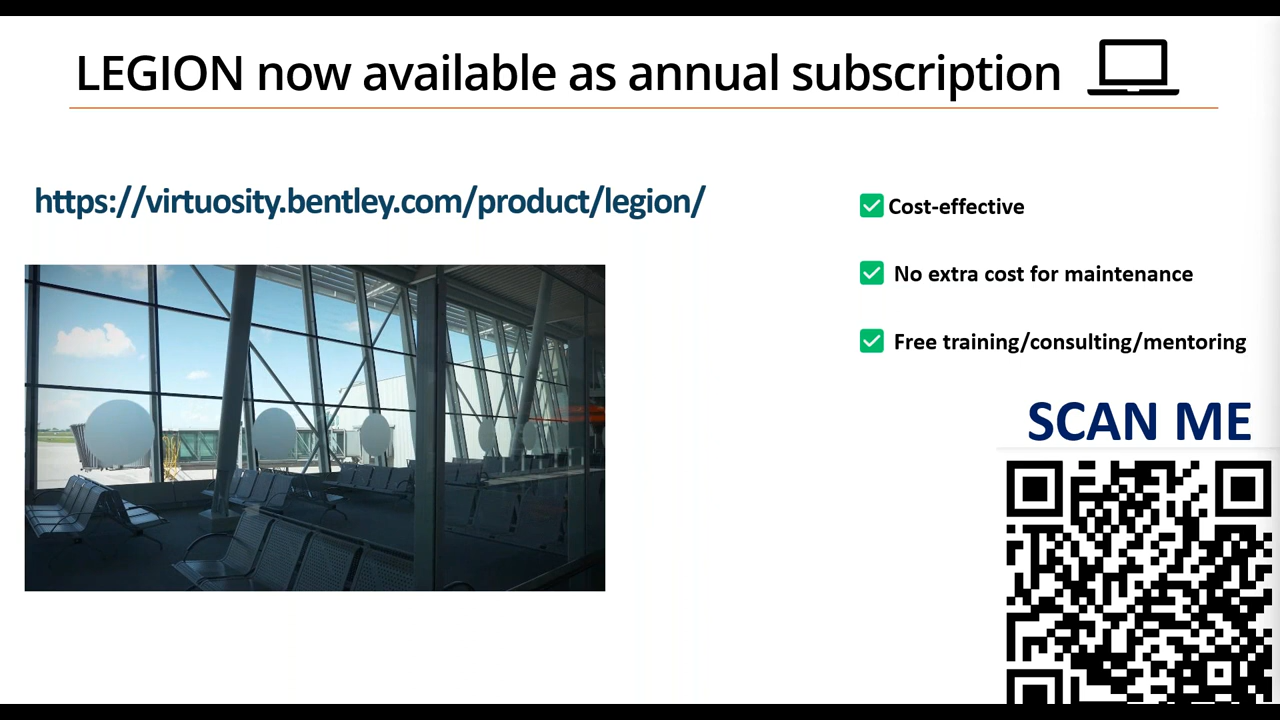 LEGION now available as annual subscription
https://virtuosity.bentley.com/product/legion/
Cost-effective
No extra cost for maintenance
Free training/consulting/mentoring
SCAN ME